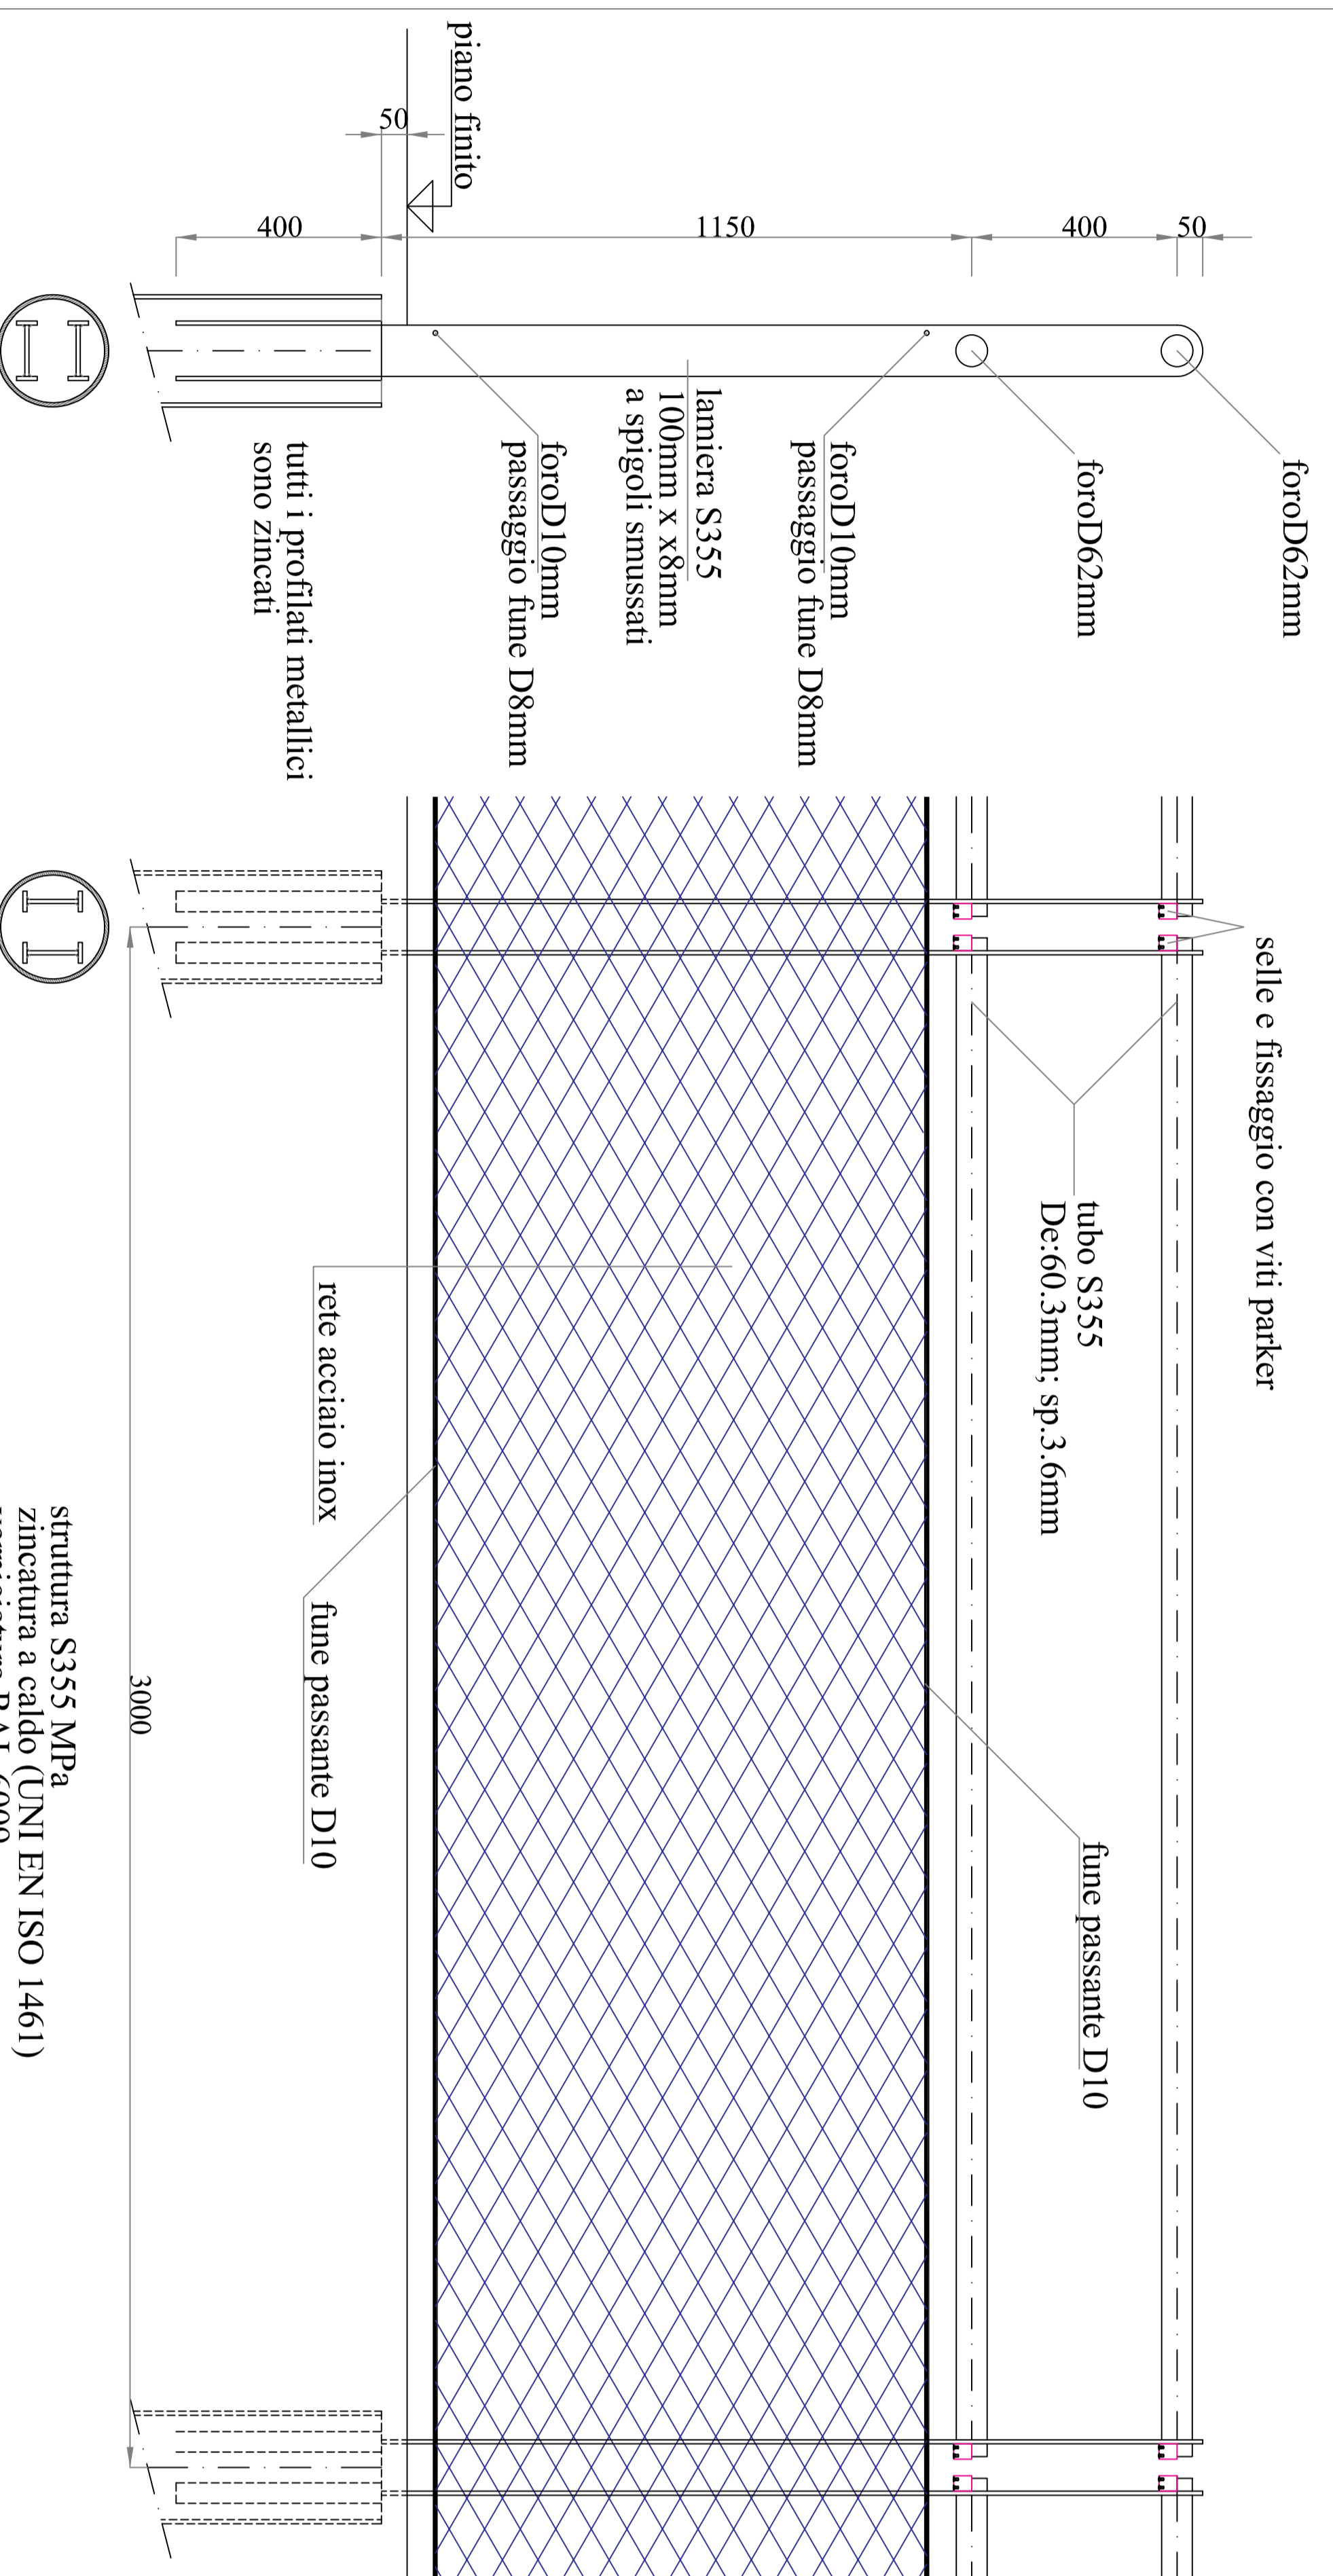 foroD62mm
foroD62mm
50
400
1150
400
50
piano finito
foroD10mm
passaggio fune D8mm
lamiera S355
100mm x x8mm
a spigoli smussati
foroD10mm
passaggio fune D8mm
tutti i profilati metallici
sono zincati
selle e fissaggio con viti parker
tubo S355
De:60.3mm; sp.3.6mm
fune passante D10
rete acciaio inox
fune passante D10
3000
struttura S355 MPa
zincatura a caldo (UNI EN ISO 1461)